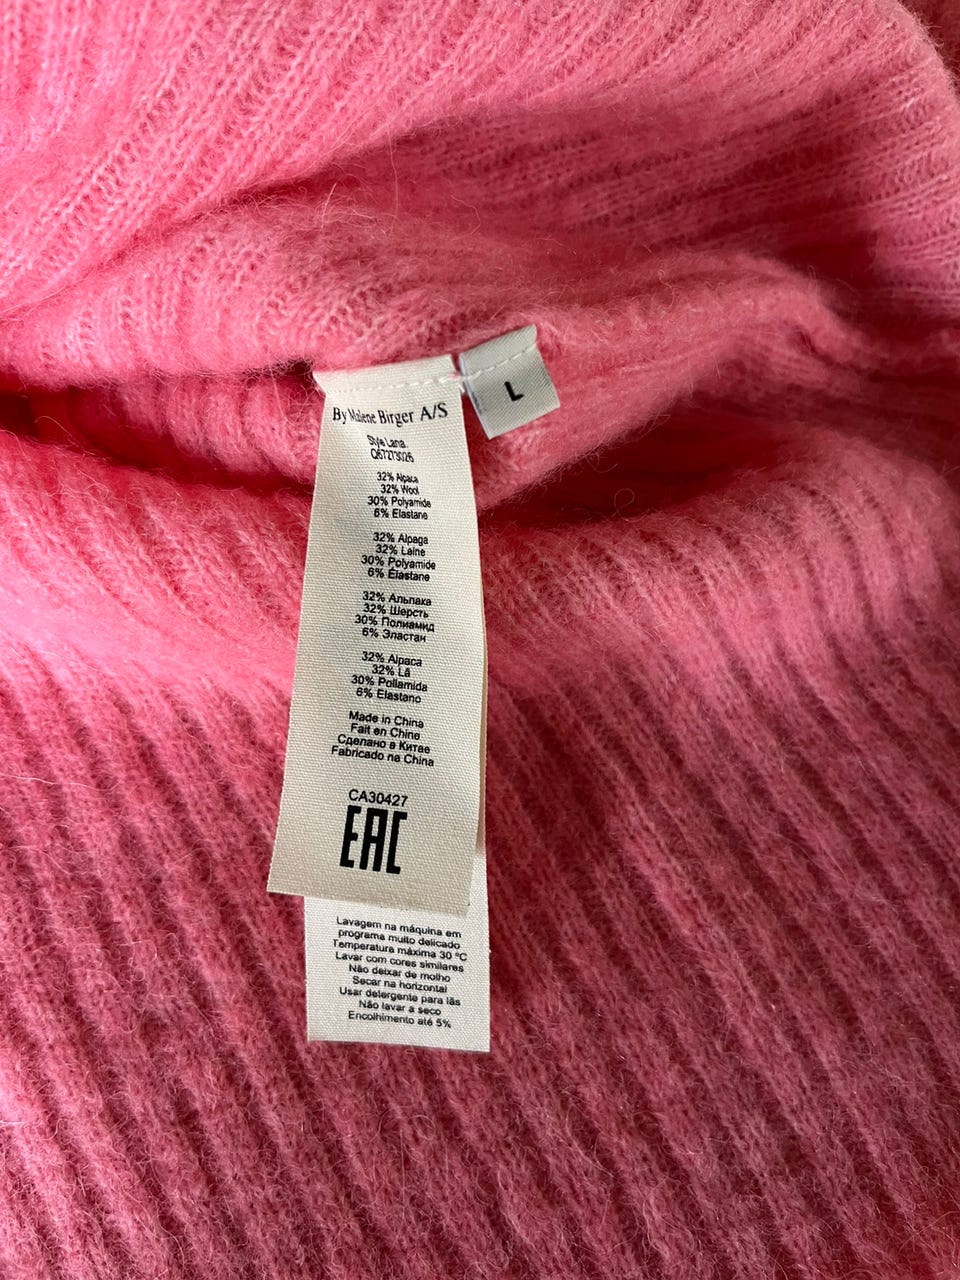 By Malene Birger A/S
L
Style Lana
Q67273026
32% Alpaca
32% Wool
30% Polyamide
6% Elastane
32% Alpaga
32% Laine
30% Polyamide
6% Élastane
32% Альпака
32% Шерсть
30% Полиамид
6% Эластан
32% Alpaca
32% Lã
30% Poliamida
6% Elastano
Made in China
Fait en Chine
Сделано в Китае
Fabricado na China
CA30427
EAC
Lavagem na máquina em
programa muito delicado
Temperatura máxima 30 °C
Lavar com cores similares
Não deixar de molho
Secar na horizontal
Usar detergente para lãs
Não lavar a seco
Encolhimento até 5%